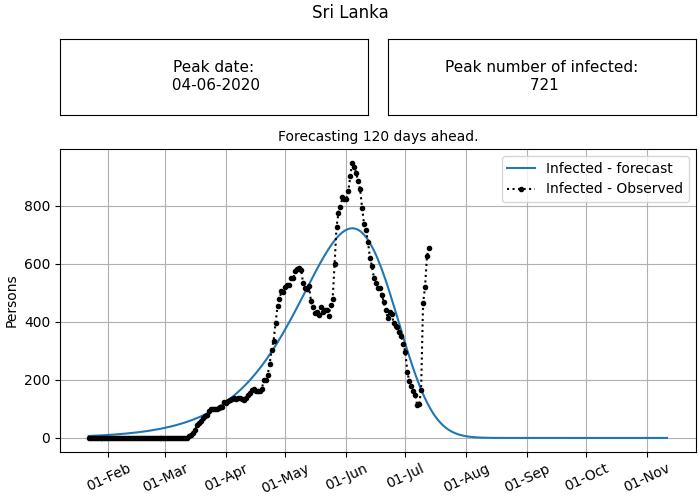 Sri Lanka
Peak date:
04-06-2020
Peak number of infected:
721
Forecasting 120 days ahead.
Infected - forecast
Infected - Observed
Persons
800
600
400
200
0
01-Feb
01-Mar
01-Apr
01-May
01-Jun
01-Jul
01-Aug
01-Sep
01-Oct
01-Nov